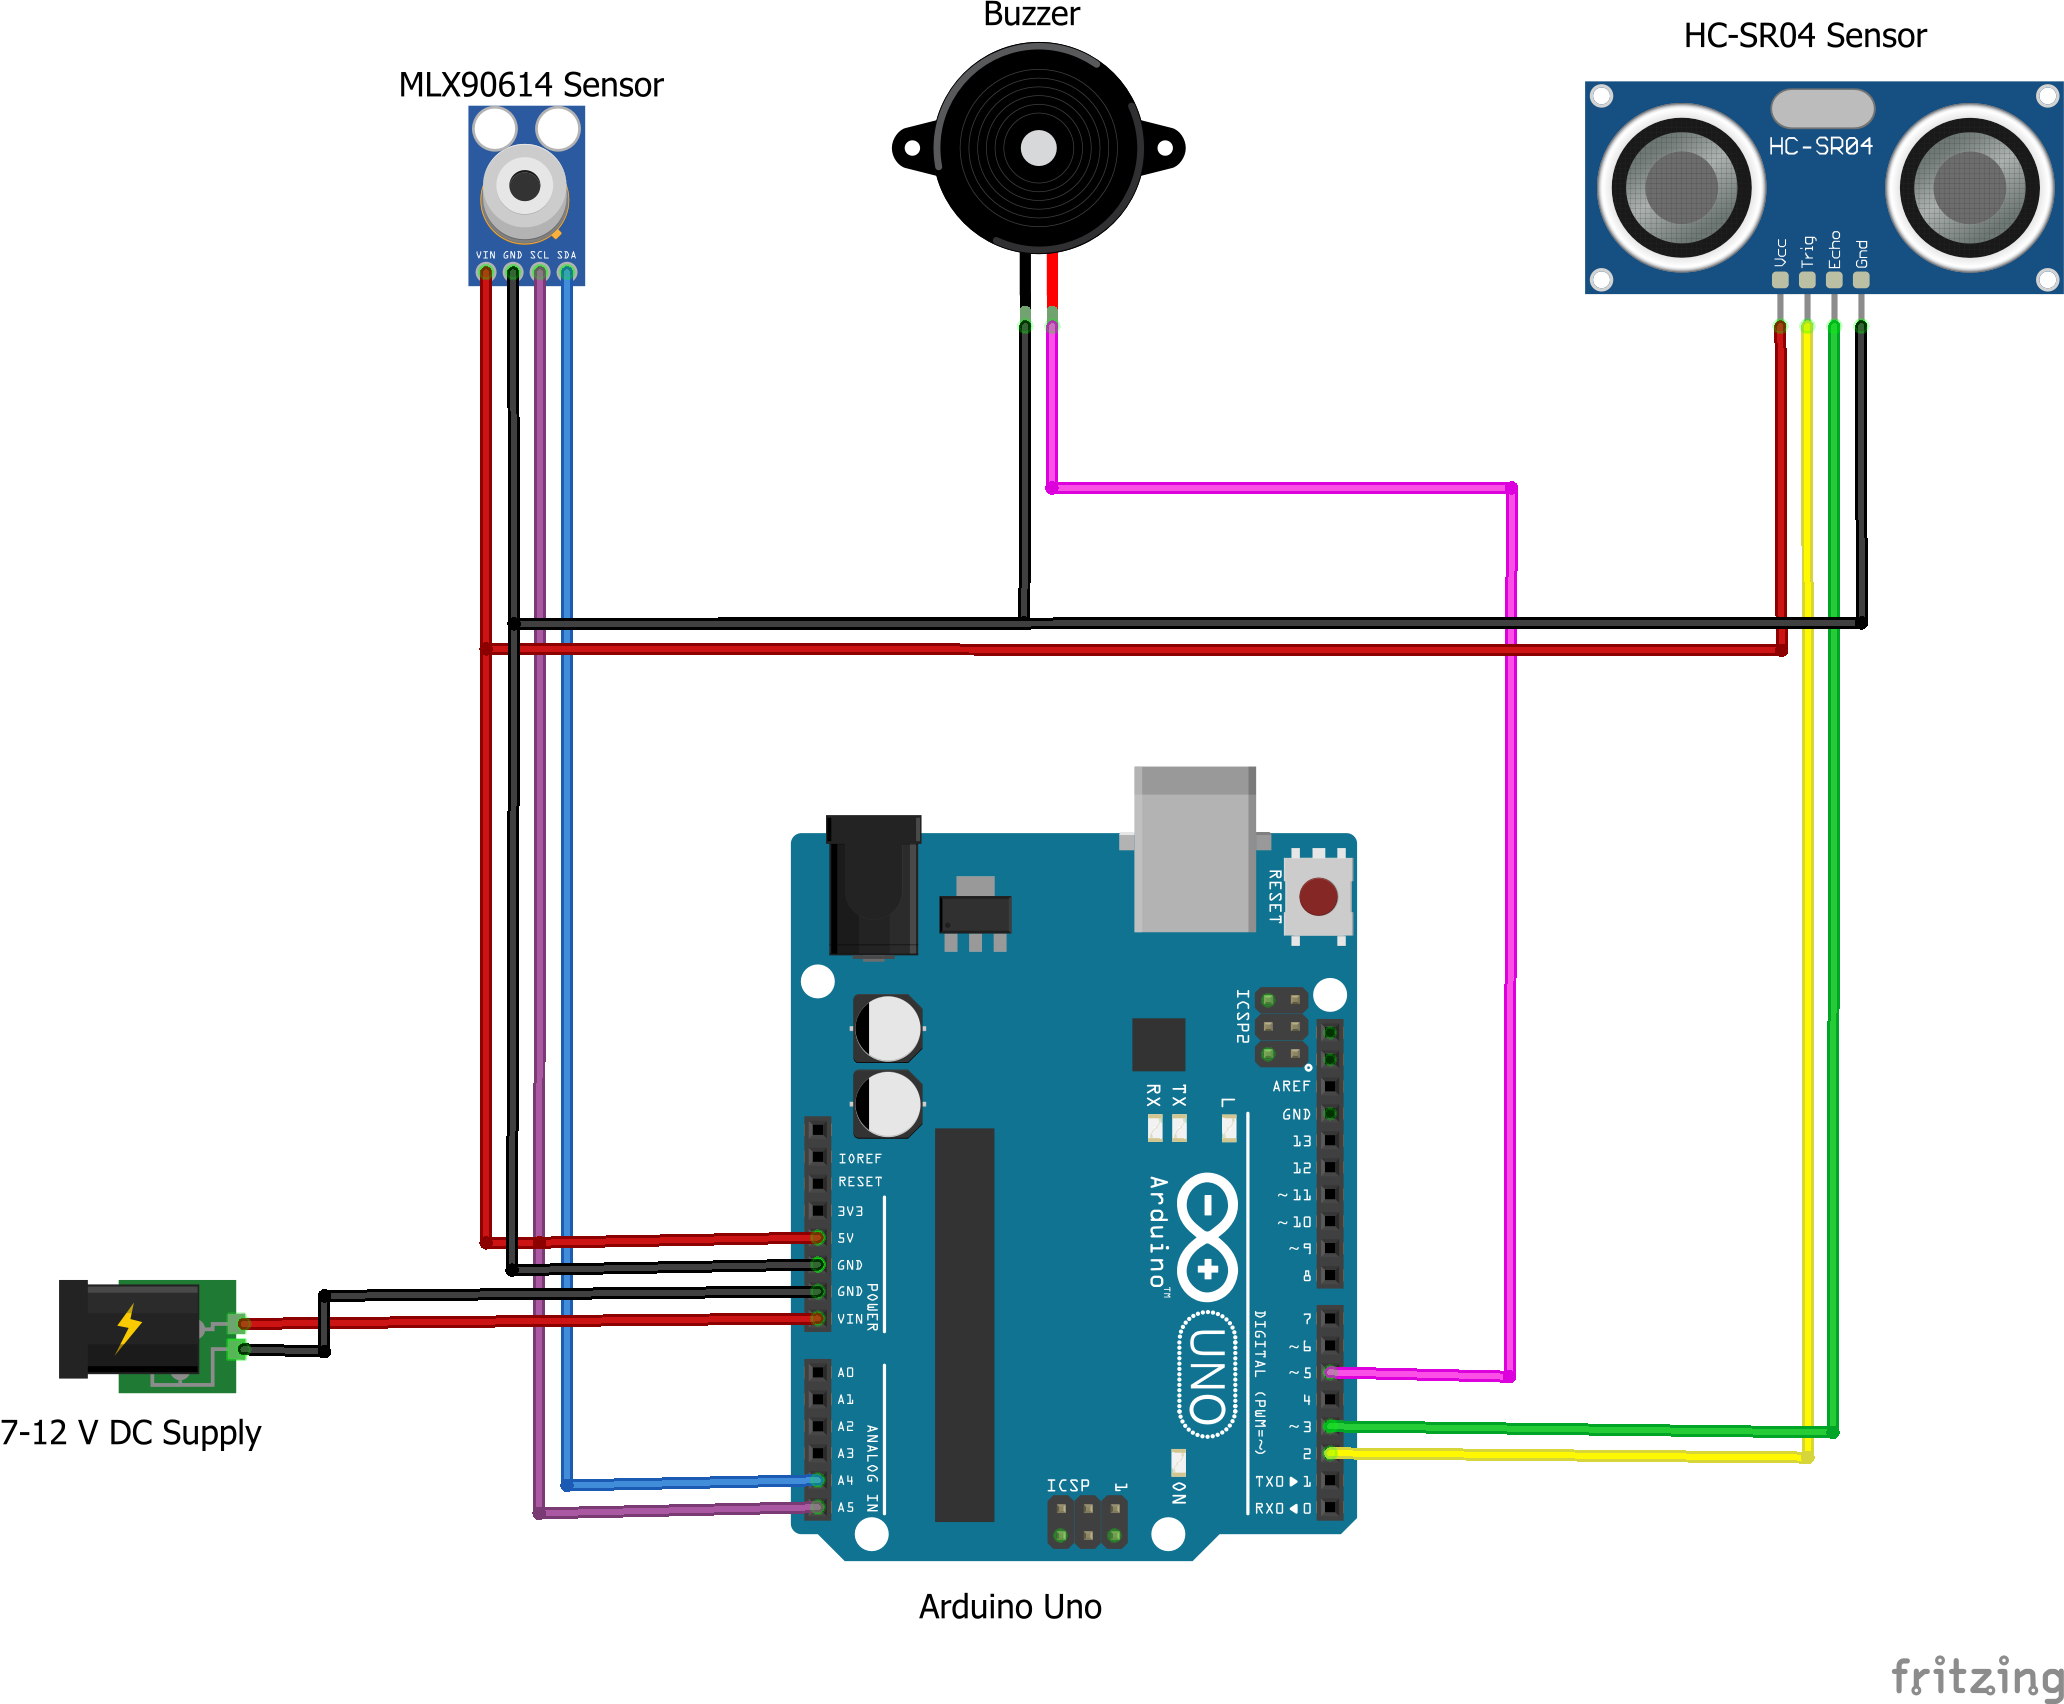 Buzzer
HC-SR04 Sensor
MLX90614 Sensor
HC-SR04
VIN GND SCL SDA
Vcc
Trig
Echo
Gnd
RESET
ICSP2
RX
TX
L
AREF
GND
13
12
~11
~10
~9
8
IOREF
RESET
3V3
5V
GND
GND
VIN
POWER
Arduino™
UNO
DIGITAL (PWM=~)
7
~6
~5
4
~3
2
TX0▶1
RX0◀0
A0
A1
A2
A3
A4
A5
ANALOG IN
ICSP
1
ON
7-12 V DC Supply
Arduino Uno
fritzing